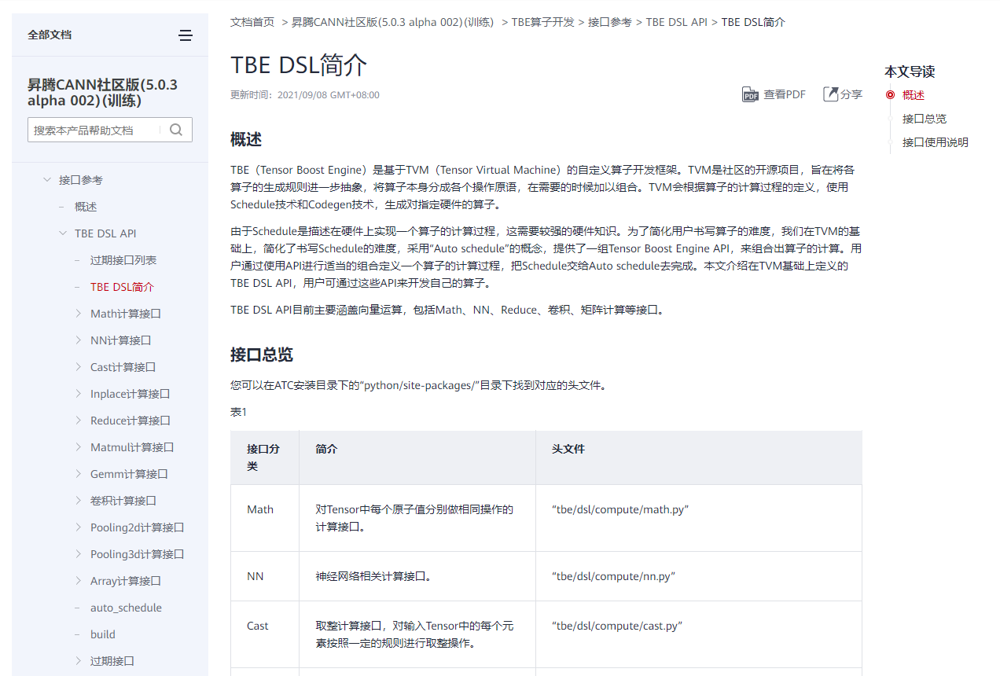 全部文档
昇腾CANN社区版(5.0.3
alpha 002)(训练)
搜索本产品帮助文档
接口参考
概述
TBE DSL API
过期接口列表
TBE DSL简介
Math计算接口
NN计算接口
Cast计算接口
Inplace计算接口
Reduce计算接口
Matmul计算接口
Gemm计算接口
卷积计算接口
Pooling2d计算接口
Pooling3d计算接口
Array计算接口
auto_schedule
build
过期接口
文档首页 > 昇腾CANN社区版(5.0.3 alpha 002)(训练) > TBE算子开发 > 接口参考 > TBE DSL API > TBE DSL简介
TBE DSL简介
更新时间：2021/09/08 GMT+08:00
PDF 查看PDF 分享
概述
TBE（Tensor Boost Engine）是基于TVM（Tensor Virtual Machine）的自定义算子开发框架。TVM是社区的开源项目，旨在将各
算子的生成规则进一步抽象，将算子本身分成各个操作原语，在需要的时候加以组合。TVM会根据算子的计算过程的定义，使用
Schedule技术和Codegen技术，生成对指定硬件的算子。
由于Schedule是描述在硬件上实现一个算子的计算过程，这需要较强的硬件知识。为了简化用户书写算子的难度，我们在TVM的基
础上，简化了书写Schedule的难度，采用“Auto schedule”的概念，提供了一组Tensor Boost Engine API，来组合出算子的计算。用
户通过使用API进行适当的组合定义一个算子的计算过程，把Schedule交给Auto schedule去完成。本文介绍在TVM基础上定义的
TBE DSL API，用户可通过这些API来开发自己的算子。
TBE DSL API目前主要涵盖向量运算，包括Math、NN、Reduce、卷积、矩阵计算等接口。
接口总览
您可以在ATC安装目录下的“python/site-packages/”目录下找到对应的头文件。
表1
接口分
类
简介
头文件
Math
对Tensor中每个原子值分别做相同操作的
计算接口。
“tbe/dsl/compute/math.py”
NN
神经网络相关计算接口。
“tbe/dsl/compute/nn.py”
Cast
取整计算接口，对输入Tensor中的每个元
素按照一定的规则进行取整操作。
“tbe/dsl/compute/cast.py”
本文导读
概述
接口总览
接口使用说明